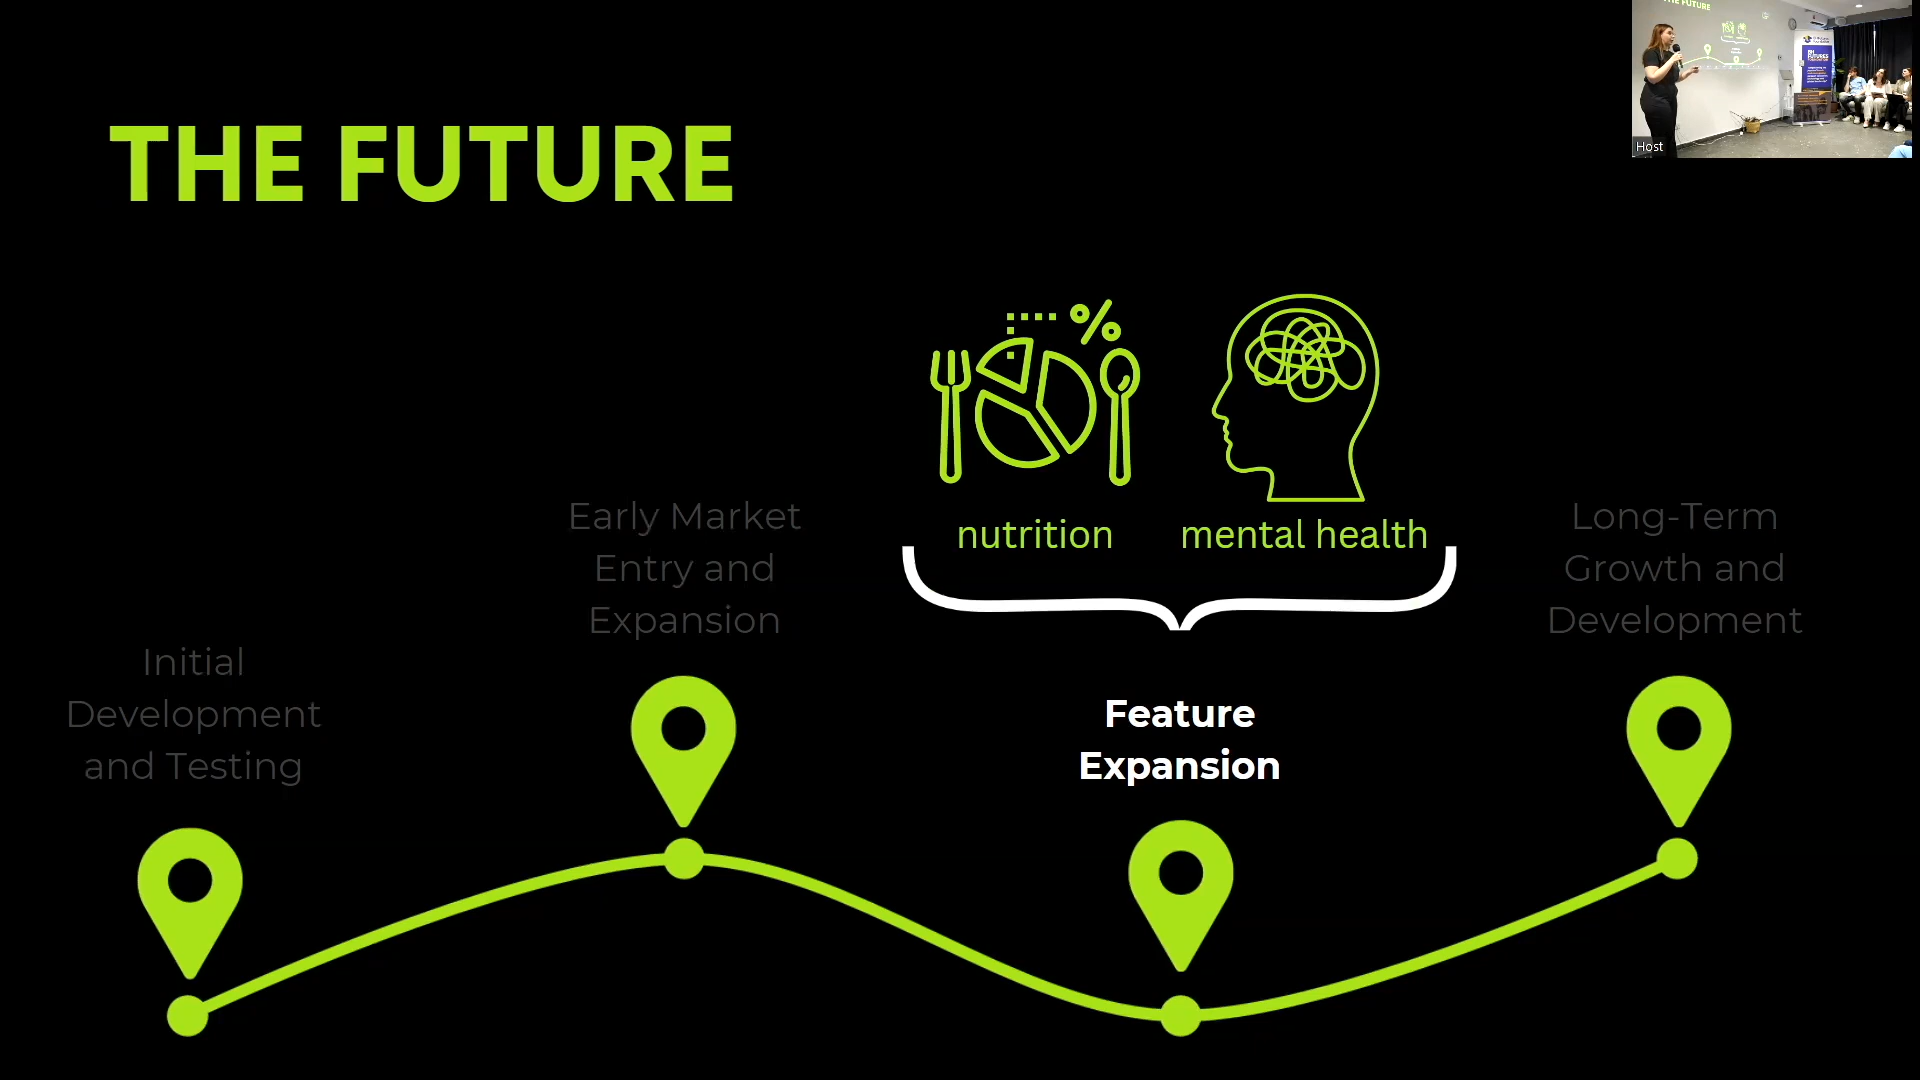 THE FUTURE
Host
%
nutrition
mental health
Early Market
Entry and
Expansion
Long-Term
Growth and
Development
Initial
Development
and Testing
Feature
Expansion